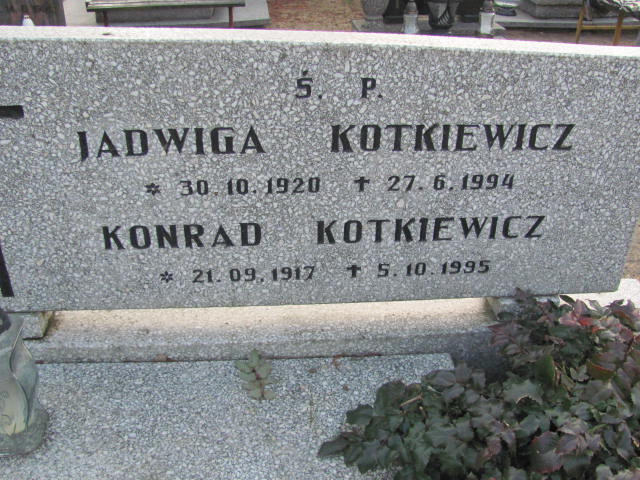 Ś. P.
JADWIGA KOTKIEWICZ
* 30.10.1920 ✝ 27.6.1994
KONRAD KOTKIEWICZ
* 21.09.1917 ✝ 5.10.1995